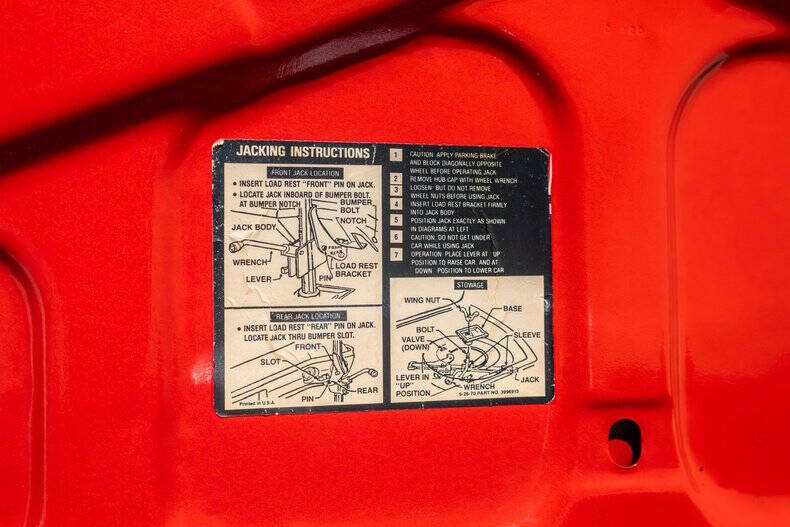 JACKING INSTRUCTIONS
FRONT JACK LOCATION
• INSERT LOAD REST "FRONT" PIN ON JACK.
• LOCATE JACK INBOARD OF BUMPER BOLT.
AT BUMPER NOTCH
BUMPER
BOLT
NOTCH
JACK BODY
WRENCH
LEVER
PIN
LOAD REST
BRACKET
REAR JACK LOCATION
• INSERT LOAD REST "REAR" PIN ON JACK.
LOCATE JACK THRU BUMPER SLOT.
FRONT
SLOT
PIN
REAR
Printed in U.S.A.
1 CAUTION: APPLY PARKING BRAKE
AND BLOCK DIAGONALLY OPPOSITE
WHEEL BEFORE OPERATING JACK
2 REMOVE HUB CAP WITH WHEEL WRENCH
3 LOOSEN BUT DO NOT REMOVE
WHEEL NUTS BEFORE USING JACK
4 INSERT LOAD REST BRACKET FIRMLY
INTO JACK BODY
5 POSITION JACK EXACTLY AS SHOWN
IN DIAGRAMS AT LEFT
6 CAUTION: DO NOT GET UNDER
CAR WHILE USING JACK
7 OPERATION: PLACE LEVER AT UP
POSITION TO RAISE CAR. AND AT
DOWN POSITION TO LOWER CAR
STOWAGE
WING NUT
BASE
BOLT
SLEEVE
VALVE
(DOWN)
LEVER IN
"UP"
POSITION
WRENCH
JACK
5-26-70 PART NO. 3996913